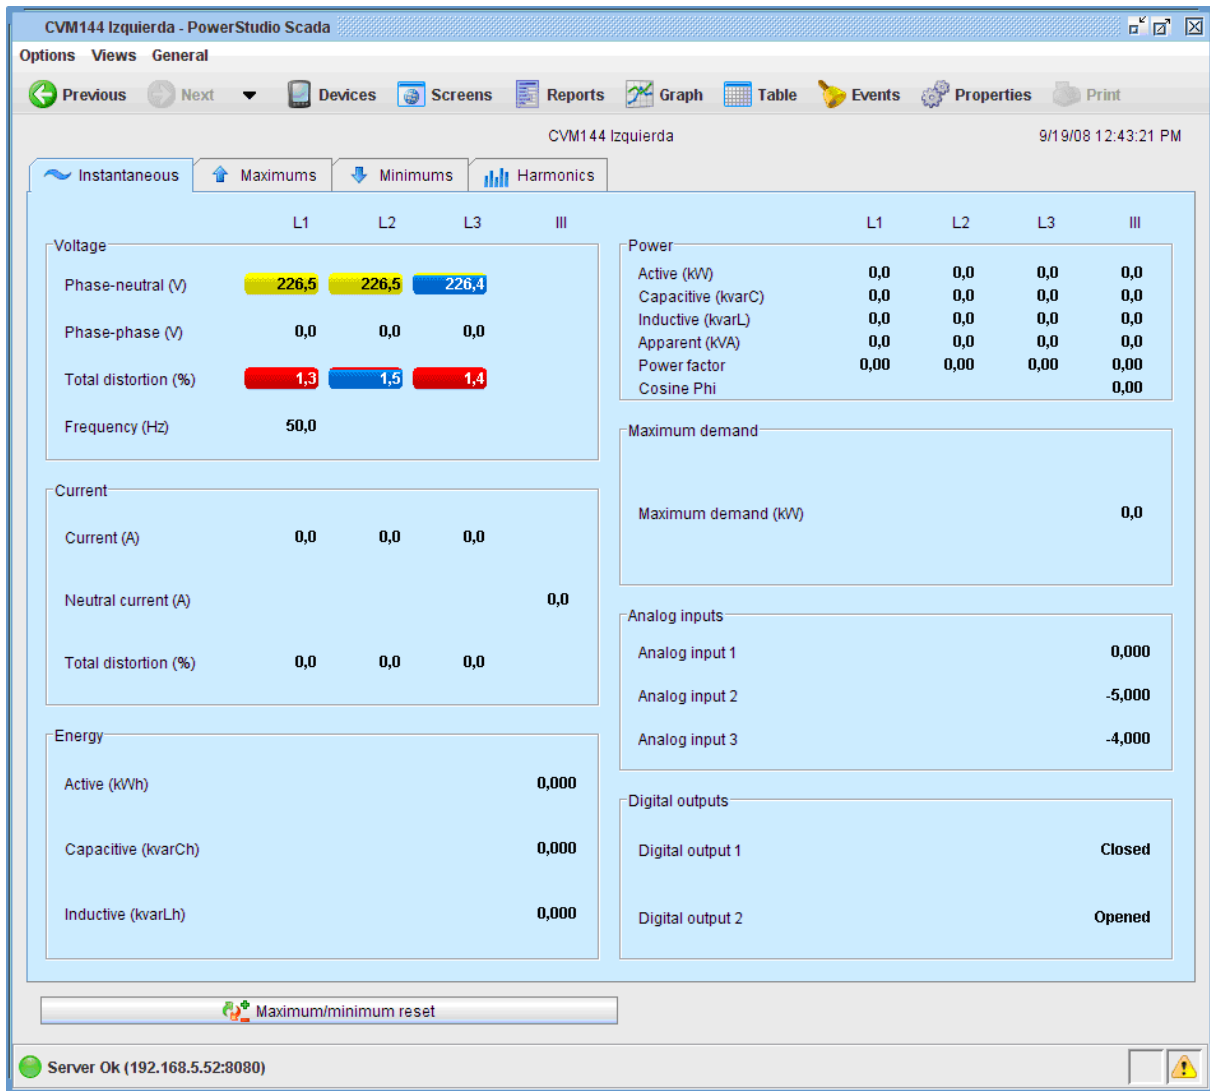 CVM144 Izquierda - PowerStudio Scada
Options Views General
Previous Next Devices Screens Reports Graph Table Events Properties Print
CVM144 Izquierda 9/19/08 12:43:21 PM
Instantaneous Maximums Minimums Harmonics
L1 L2 L3 III
Voltage
Phase-neutral (V) 226,5 226,5 226,4
Phase-phase (V) 0,0 0,0 0,0
Total distortion (%) 1,3 1,5 1,4
Frequency (Hz) 50,0
Current
Current (A) 0,0 0,0 0,0
Neutral current (A) 0,0
Total distortion (%) 0,0 0,0 0,0
Energy
Active (kWh) 0,000
Capacitive (kvarCh) 0,000
Inductive (kvarLh) 0,000
L1 L2 L3 III
Power
Active (kW) 0,0 0,0 0,0 0,0
Capacitive (kvarC) 0,0 0,0 0,0 0,0
Inductive (kvarL) 0,0 0,0 0,0 0,0
Apparent (kVA) 0,0 0,0 0,0 0,0
Power factor 0,00 0,00 0,00 0,00
Cosine Phi 0,00
Maximum demand
Maximum demand (kW) 0,0
Analog inputs
Analog input 1 0,000
Analog input 2 -5,000
Analog input 3 -4,000
Digital outputs
Digital output 1 Closed
Digital output 2 Opened
Maximum/minimum reset
Server Ok (192.168.5.52:8080)